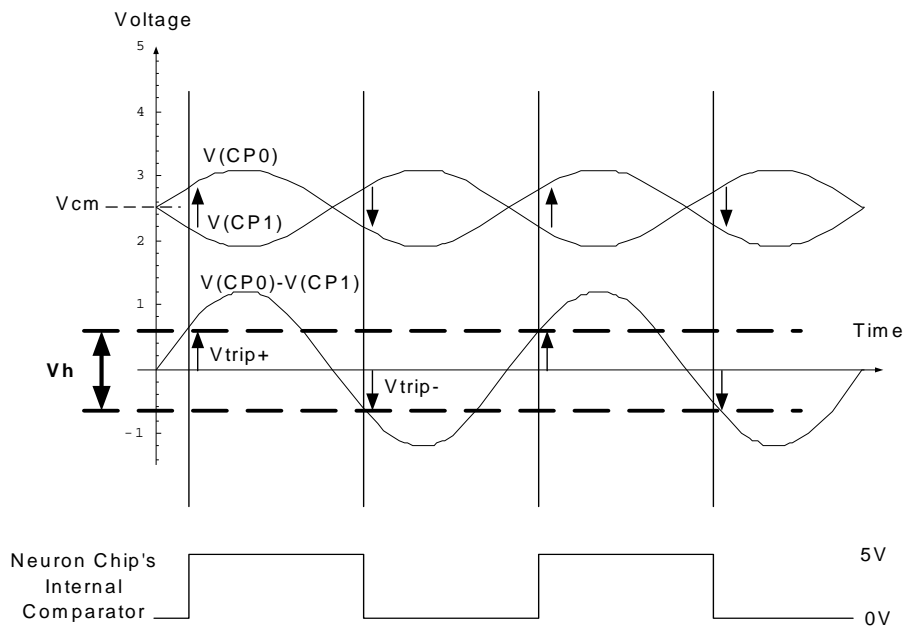 Voltage
5
4
V(CP0)
3
Vcm
V(CP1)
2
V(CP0)-V(CP1)
1
Time
Vtrip+
Vh
Vtrip-
-1
Neuron Chip's
Internal
Comparator
5V
0V